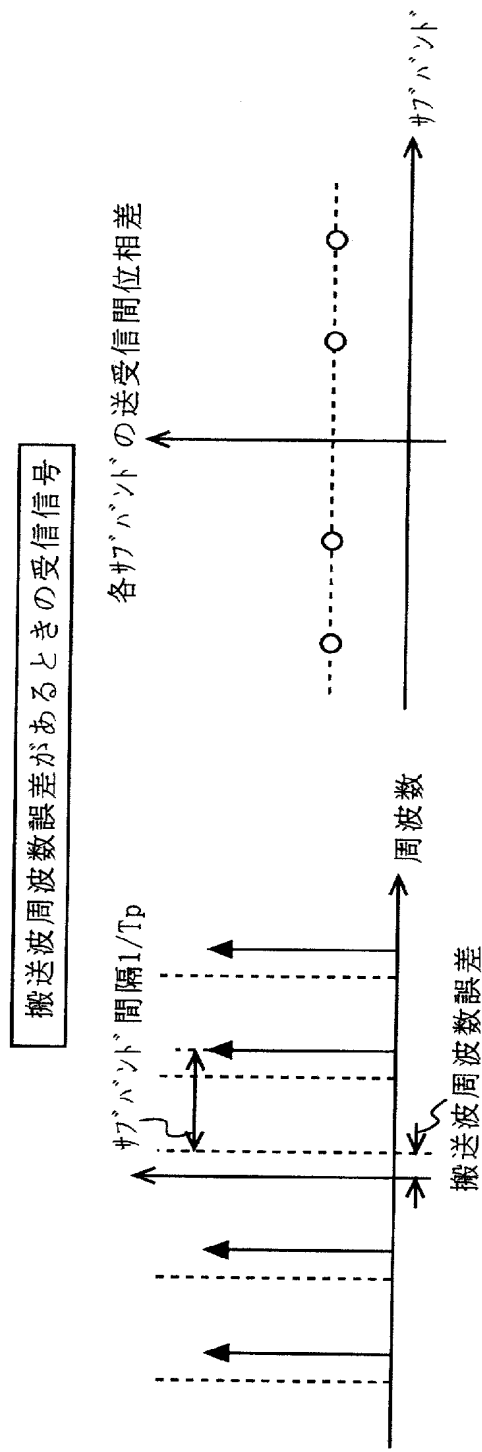 搬送波周波数誤差があるときの受信信号
サブバンド間隔1/Tp
周波数
搬送波周波数誤差
各サブバンドの送受信間位相差
サブバンド